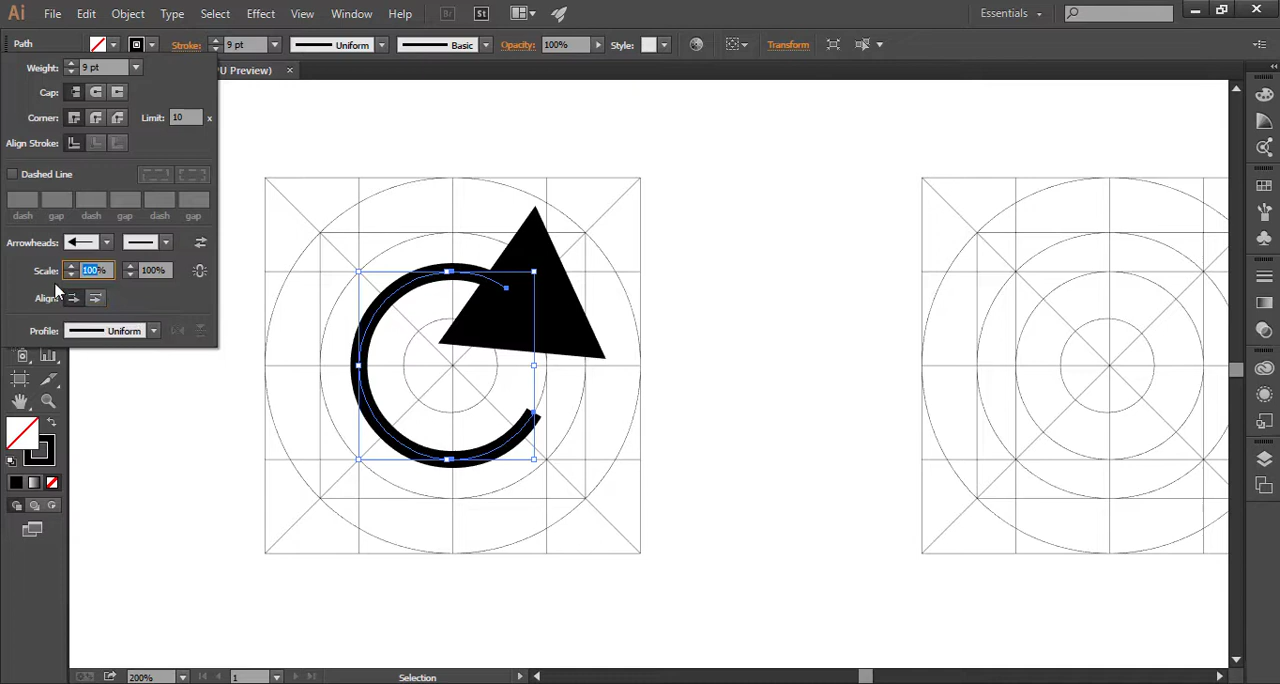 Ai File Edit Object Type Select Effect View Window Help Br St Essentials
Path Stroke: 9 pt Uniform Basic Opacity: 100% Style: Transform
Weight: 9 pt U Preview) ×
Cap:
Corner: Limit: 10 x
Align Stroke:
Dashed Line
dash gap dash gap dash gap
Arrowheads:
Scale: 100% 100%
Align:
Profile: Uniform
200% 1 Selection